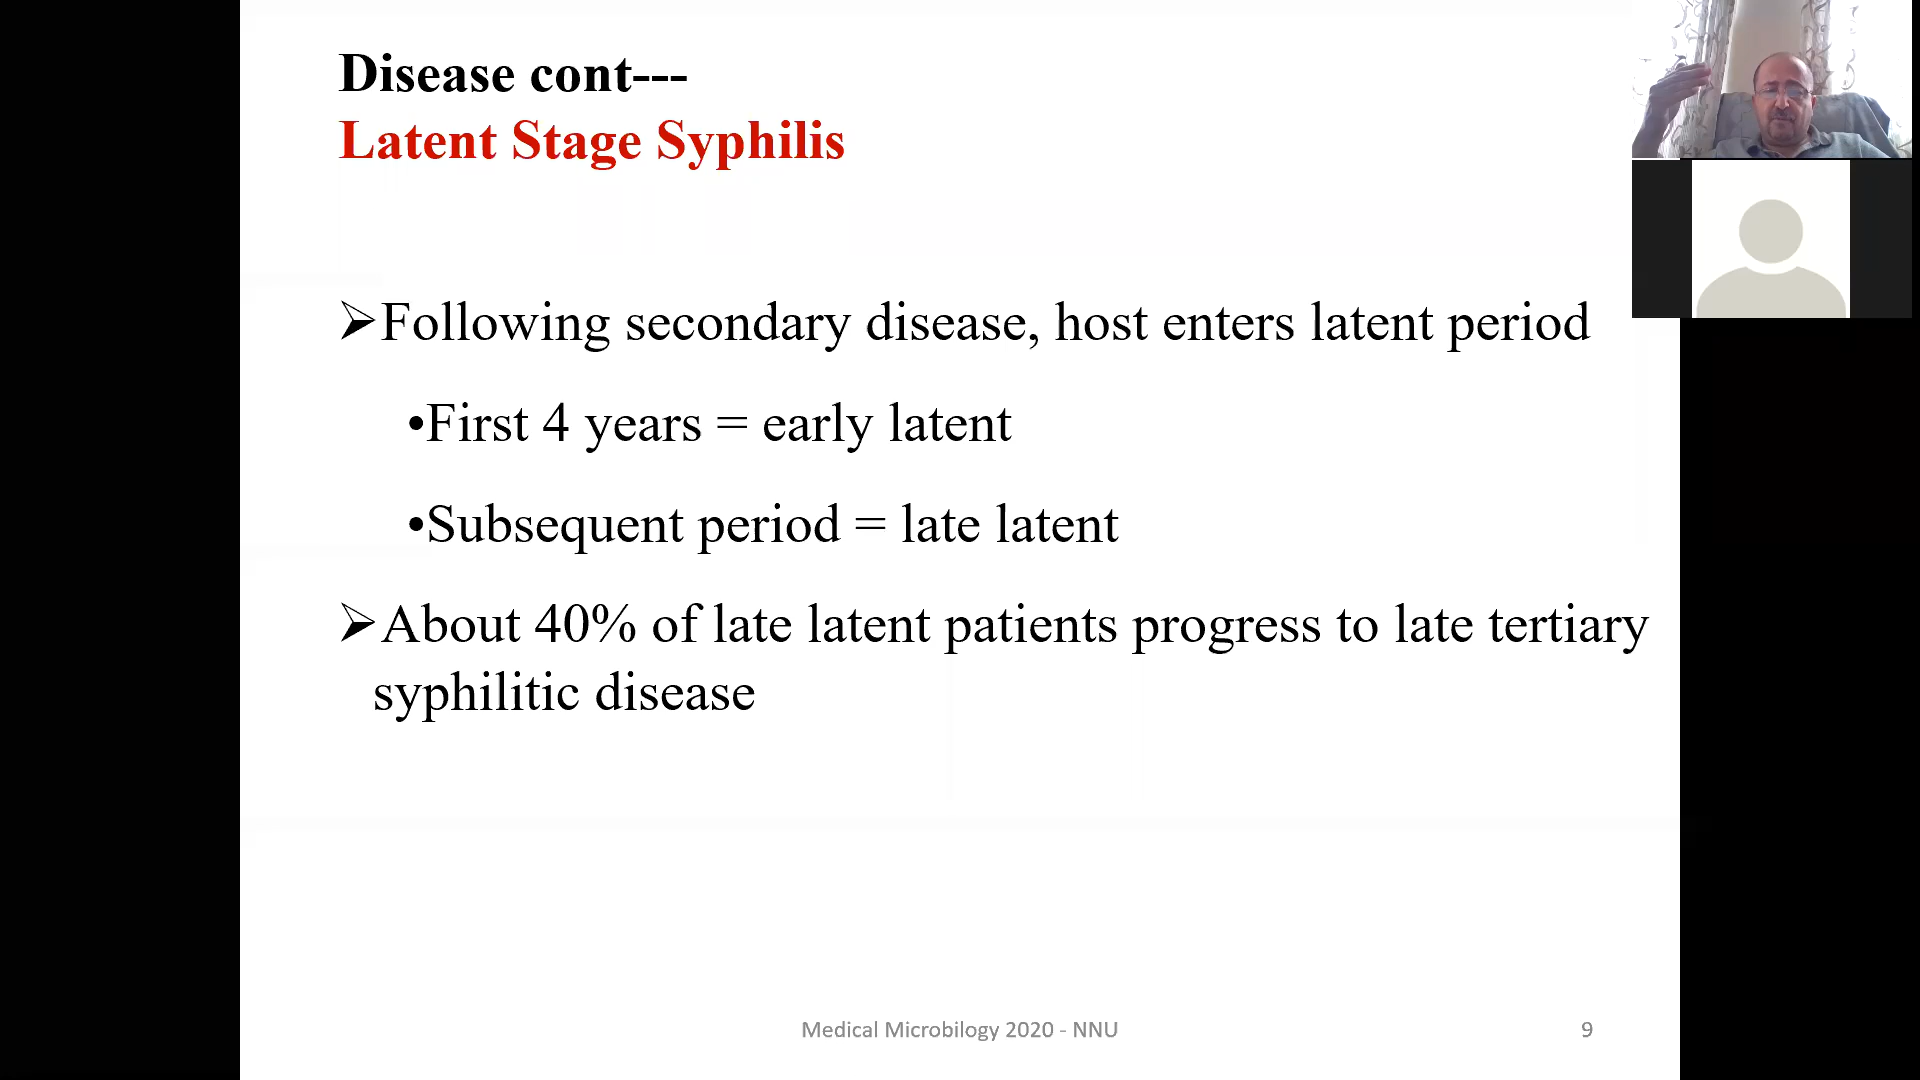 Disease cont---
Latent Stage Syphilis
➢Following secondary disease, host enters latent period
•First 4 years = early latent
•Subsequent period = late latent
➢About 40% of late latent patients progress to late tertiary
syphilitic disease
Medical Microbilogy 2020 - NNU
9